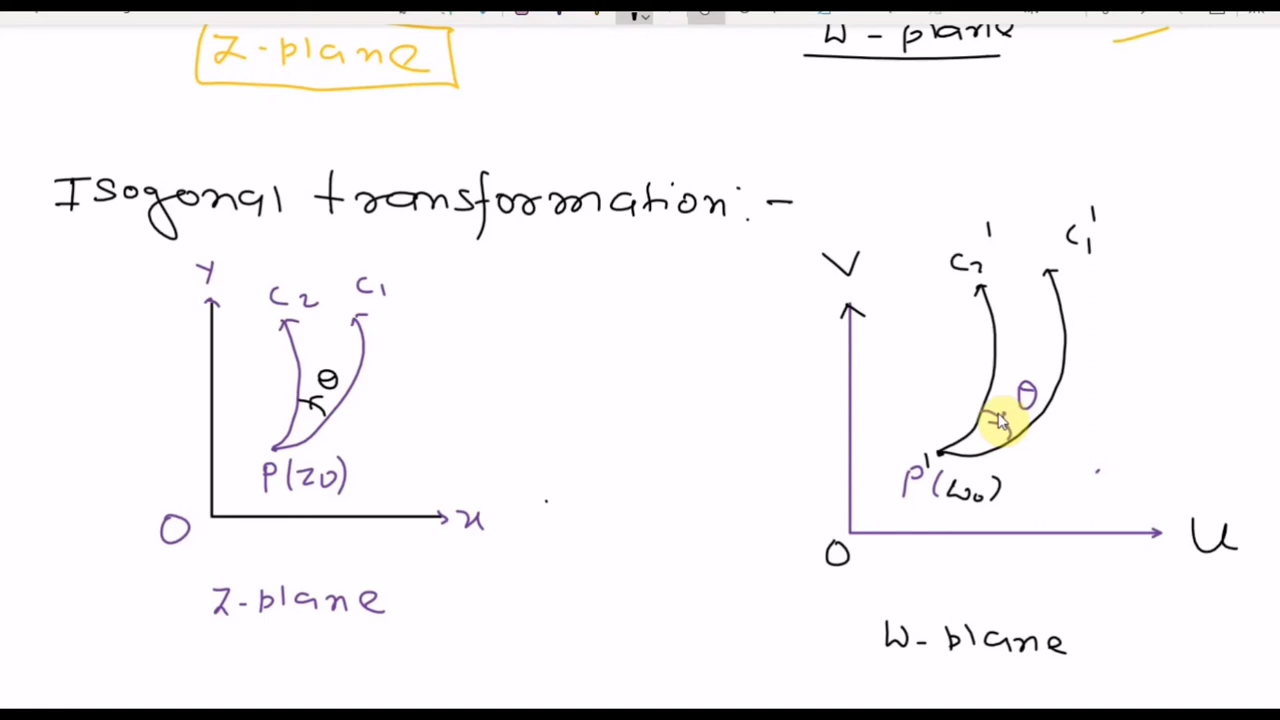 Z-plane
W-plane
Isogonal transformation:-
Y
C2
C1
θ
P(Z0)
O
x
Z-plane
V
C2'
C1'
θ
P'(W0)
O
U
W-plane